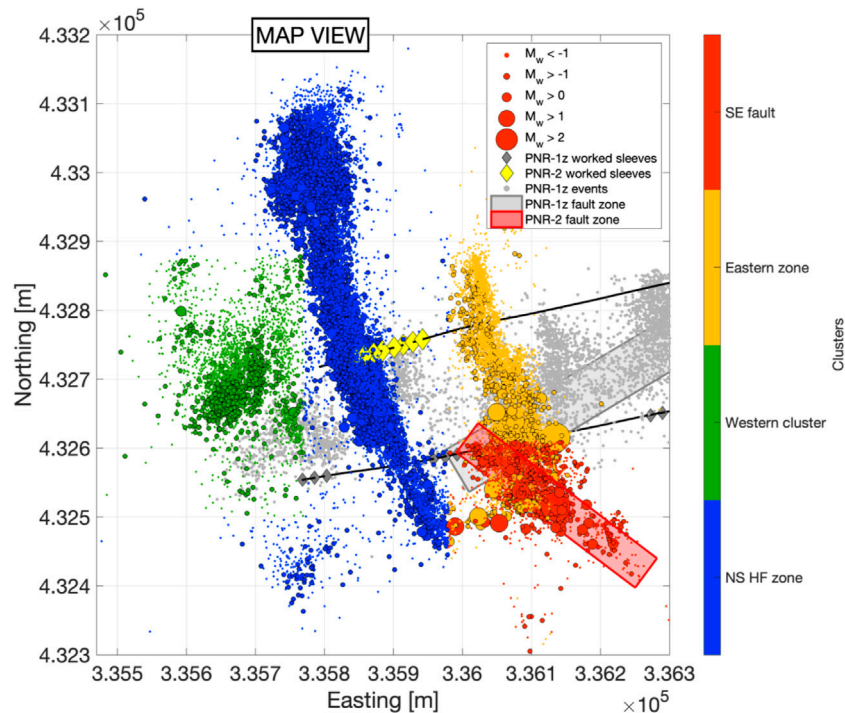 × 10⁵
MAP VIEW
4.332
4.331
4.33
4.329
4.328
4.327
4.326
4.325
4.324
4.323
Northing [m]
M_w < -1
M_w > -1
M_w > 0
M_w > 1
M_w > 2
PNR-1z worked sleeves
PNR-2 worked sleeves
PNR-1z events
PNR-1z fault zone
PNR-2 fault zone
SE fault
Eastern zone
Western cluster
NS HF zone
Clusters
3.355 3.356 3.357 3.358 3.359 3.36 3.361 3.362 3.363
Easting [m]
× 10⁵